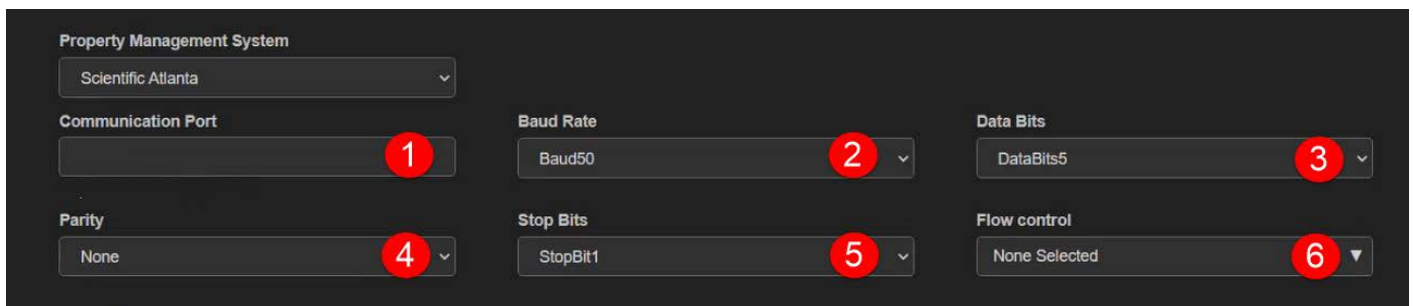 Property Management System
Scientific Atlanta
Communication Port Baud Rate Data Bits
1 Baud50 2 DataBits5 3
Parity Stop Bits Flow control
None 4 StopBit1 5 None Selected 6